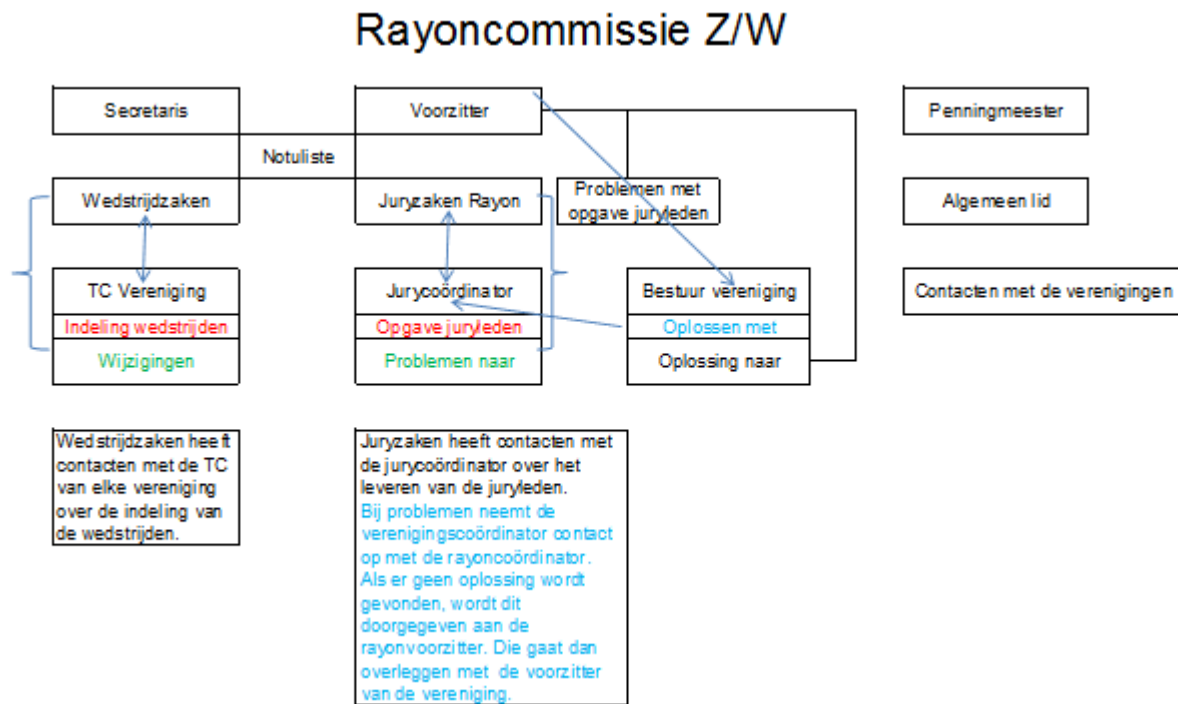 Rayoncommissie Z/W
Secretaris
Voorzitter
Penningmeester
Notuliste
Wedstrijdzaken
Juryzaken Rayon
Problemen met
opgave juryleden
Algemeen lid
TC Vereniging
Jurycoördinator
Bestuur vereniging
Contacten met de verenigingen
Indeling wedstrijden
Opgave juryleden
Oplossen met
Wijzigingen
Problemen naar
Oplossing naar
Wedstrijdzaken heeft
contacten met de TC
van elke vereniging
over de indeling van
de wedstrijden.
Juryzaken heeft contacten met
de jurycoördinator over het
leveren van de juryleden.
Bij problemen neemt de
verenigingscoördinator contact
op met de rayoncoördinator.
Als er geen oplossing wordt
gevonden, wordt dit
doorgegeven aan de
rayonvoorzitter. Die gaat dan
overleggen met de voorzitter
van de vereniging.